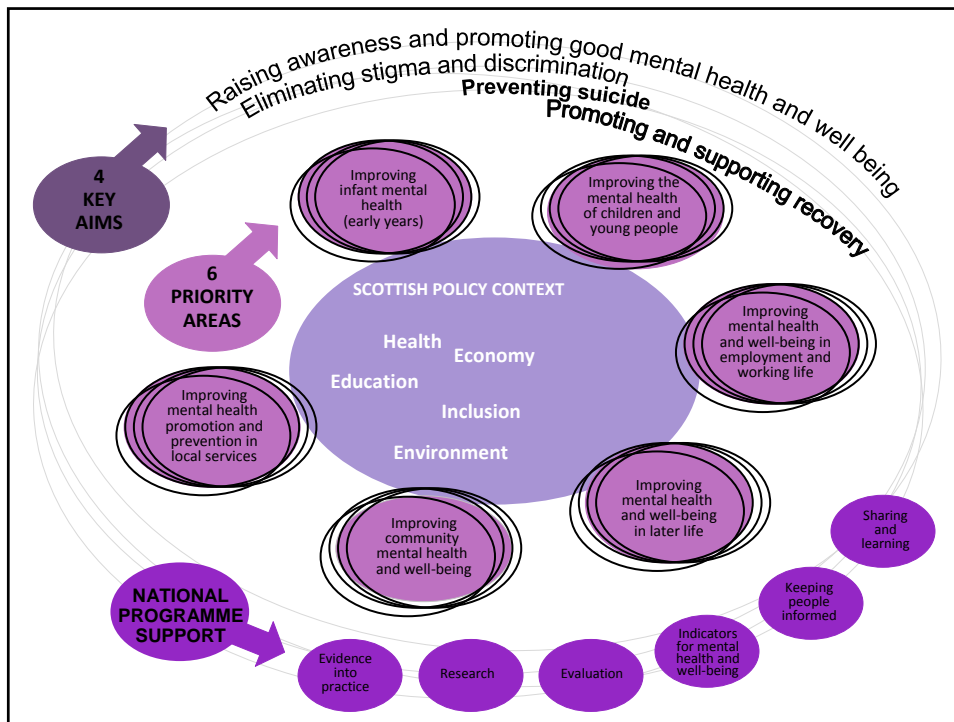 Raising awareness and promoting good mental health and well being
Eliminating stigma and discrimination
Preventing suicide
Promoting and supporting recovery
4
KEY
AIMS
Improving
infant mental
health
(early years)
Improving the
mental health
of children and
young people
6
PRIORITY
AREAS
SCOTTISH POLICY CONTEXT
Health
Economy
Education
Inclusion
Environment
Improving
mental health
and well-being in
employment and
working life
Improving
mental health
promotion and
prevention in
local services
Improving
community
mental health
and well-being
Improving
mental health
and well-being
in later life
NATIONAL
PROGRAMME
SUPPORT
Evidence
into
practice
Research
Evaluation
Indicators
for mental
health and
well-being
Keeping
people
informed
Sharing
and
learning